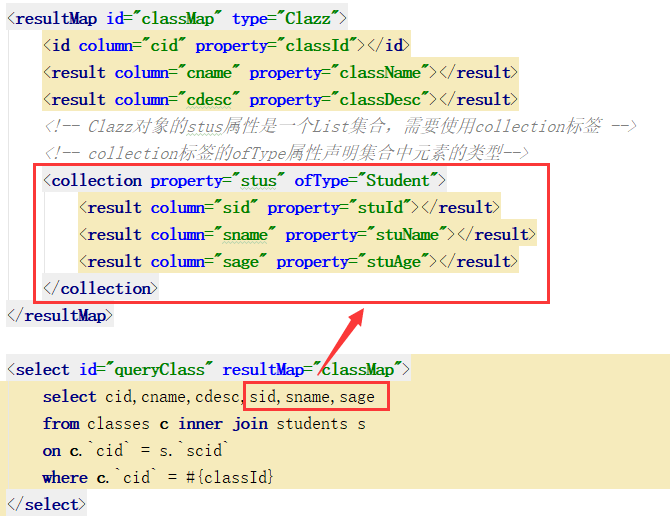 <resultMap id="classMap" type="Clazz">
<id column="cid" property="classId"></id>
<result column="cname" property="className"></result>
<result column="cdesc" property="classDesc"></result>
<!-- Clazz对象的stus属性是一个List集合，需要使用collection标签 -->
<!-- collection标签的ofType属性声明集合中元素的类型-->
<collection property="stus" ofType="Student">
<result column="sid" property="stuId"></result>
<result column="sname" property="stuName"></result>
<result column="sage" property="stuAge"></result>
</collection>
</resultMap>
<select id="queryClass" resultMap="classMap">
select cid,cname,cdesc,sid,sname,sage
from classes c inner join students s
on c.`cid` = s.`scid`
where c.`cid` = #{classId}
</select>